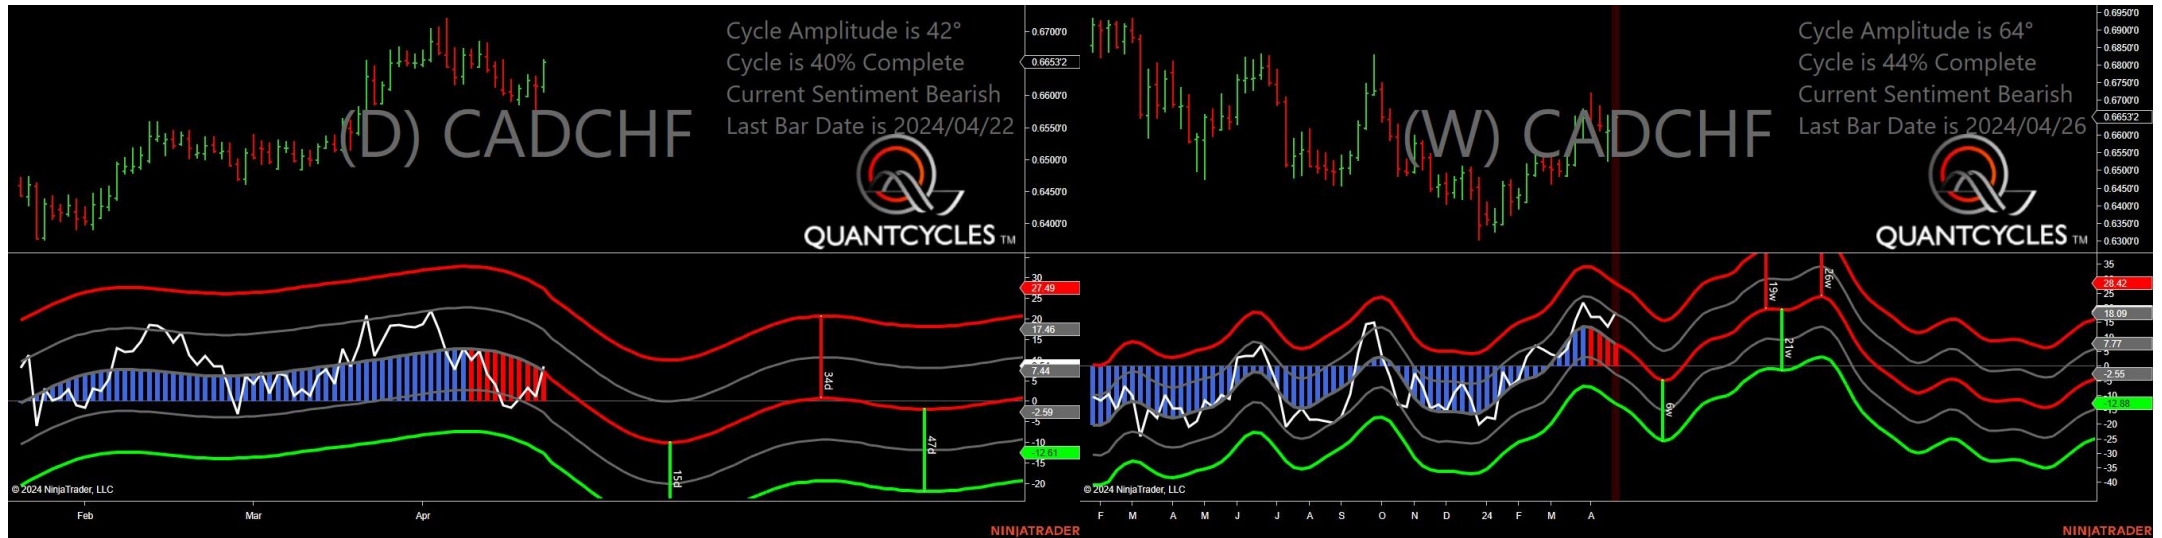 Cycle Amplitude is 42°
Cycle is 40% Complete
Current Sentiment Bearish
Last Bar Date is 2024/04/22
(D) CADCHF
QUANTCYCLES TM
0.6700'0
0.6653'2
0.6600'0
0.6550'0
0.6500'0
0.6450'0
0.6400'0
30
27.49
25
20
17.46
15
7.44
5
0
-2.59
-5
-10
-12.61
-15
-20
34d
47d
15d
© 2024 NinjaTrader, LLC
Feb Mar Apr
NINJATRADER
Cycle Amplitude is 64°
Cycle is 44% Complete
Current Sentiment Bearish
Last Bar Date is 2024/04/26
(W) CADCHF
QUANTCYCLES TM
0.6950'0
0.6900'0
0.6850'0
0.6800'0
0.6750'0
0.6700'0
0.6653'2
0.6600'0
0.6550'0
0.6500'0
0.6450'0
0.6400'0
0.6350'0
0.6300'0
35
28.42
25
18.09
15
7.77
5
-2.55
-12.88
-20
-25
-30
-35
-40
19w
26w
21w
6w
© 2024 NinjaTrader, LLC
F M A M J J A S O N D 24 F M A
NINJATRADER